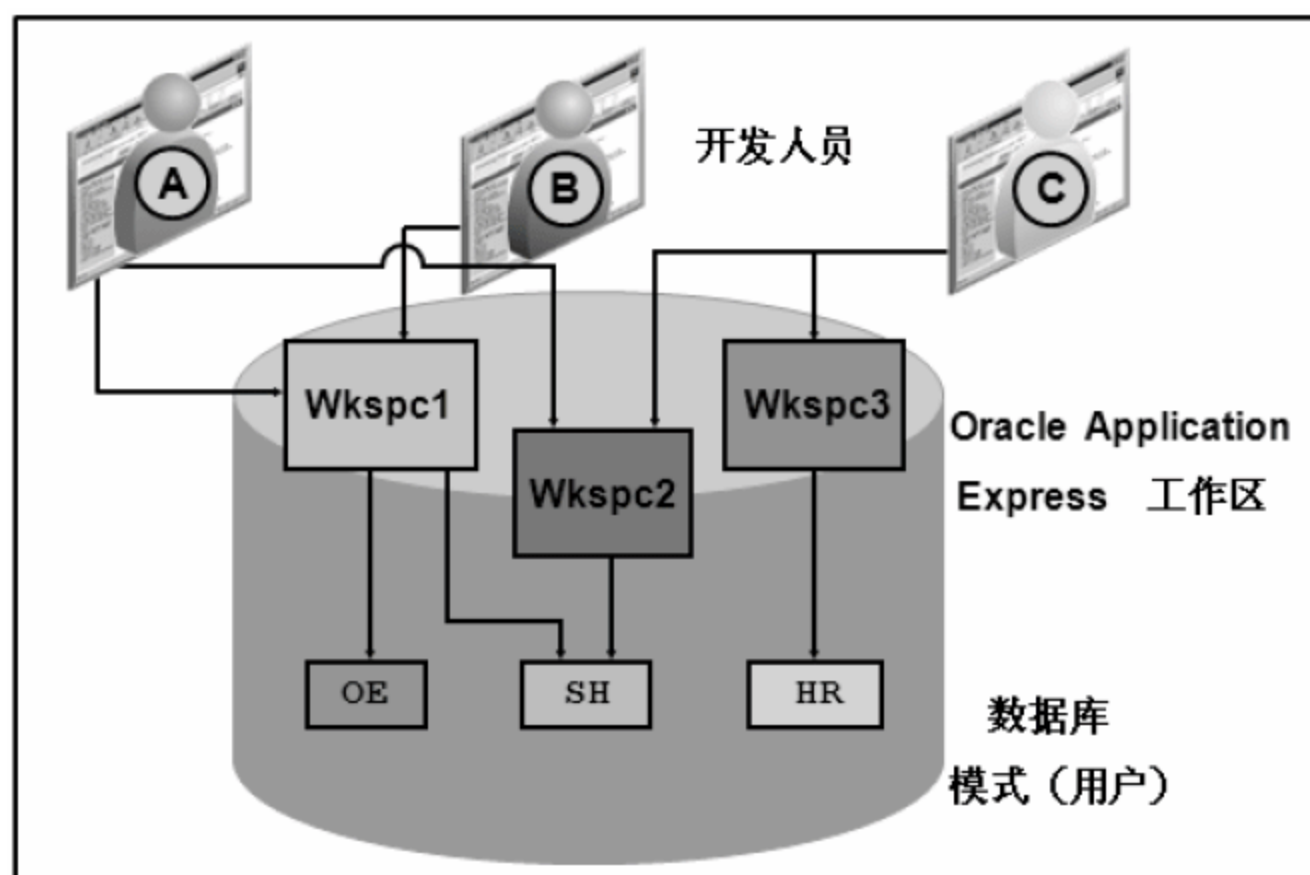 A
B
开发人员
C
Wkspc1
Wkspc2
Wkspc3
Oracle Application
Express 工作区
OE
SH
HR
数据库
模式（用户）